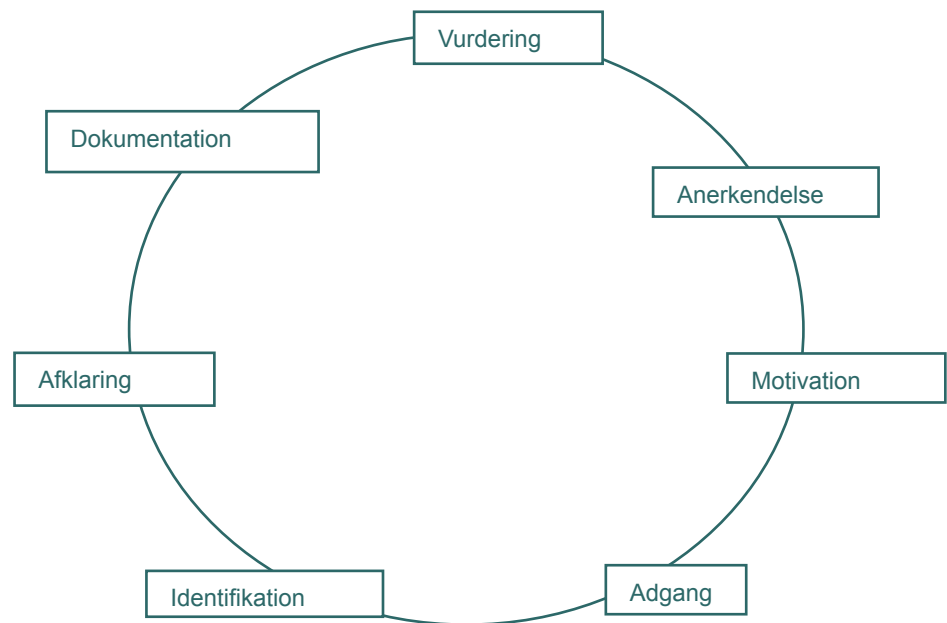 Vurdering
Dokumentation
Anerkendelse
Afklaring
Motivation
Identifikation
Adgang